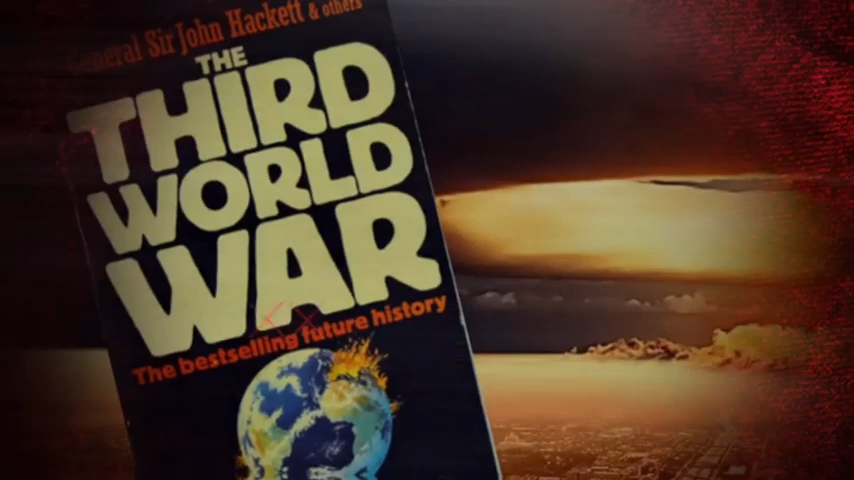 General Sir John Hackett & others
THE
THIRD
WORLD
WAR
The bestselling future history